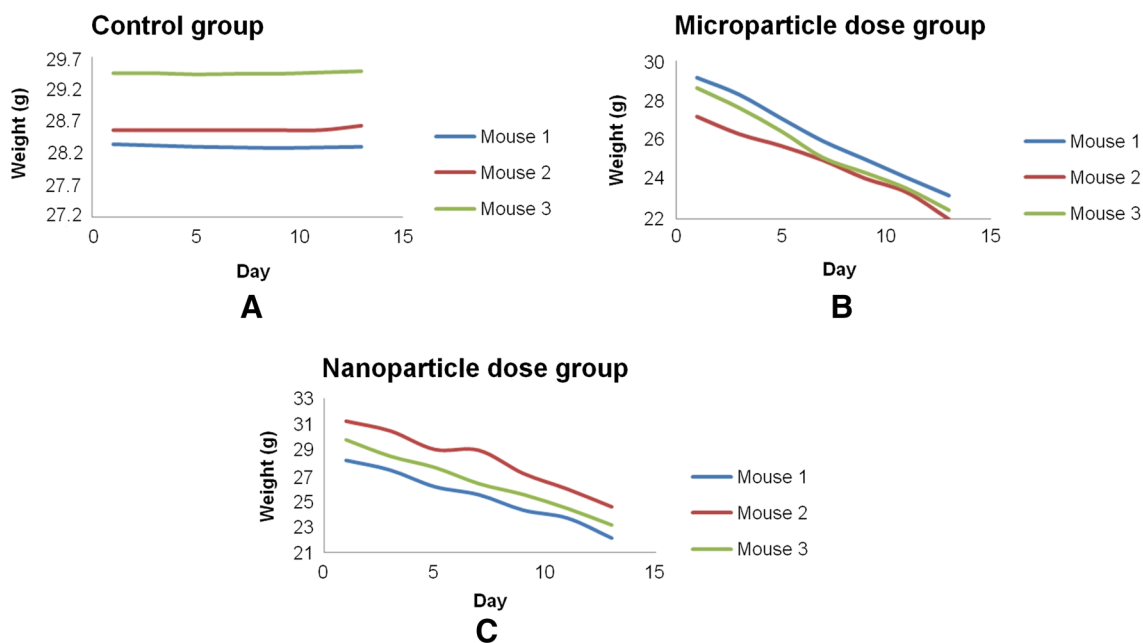 Control group
29.7
29.2
28.7
28.2
27.7
27.2
Weight (g)
0 5 10 15
Day
Mouse 1
Mouse 2
Mouse 3
A
Microparticle dose group
30
28
26
24
22
Weight (g)
0 5 10 15
Day
Mouse 1
Mouse 2
Mouse 3
B
Nanoparticle dose group
33
31
29
27
25
23
21
Weight (g)
0 5 10 15
Day
Mouse 1
Mouse 2
Mouse 3
C